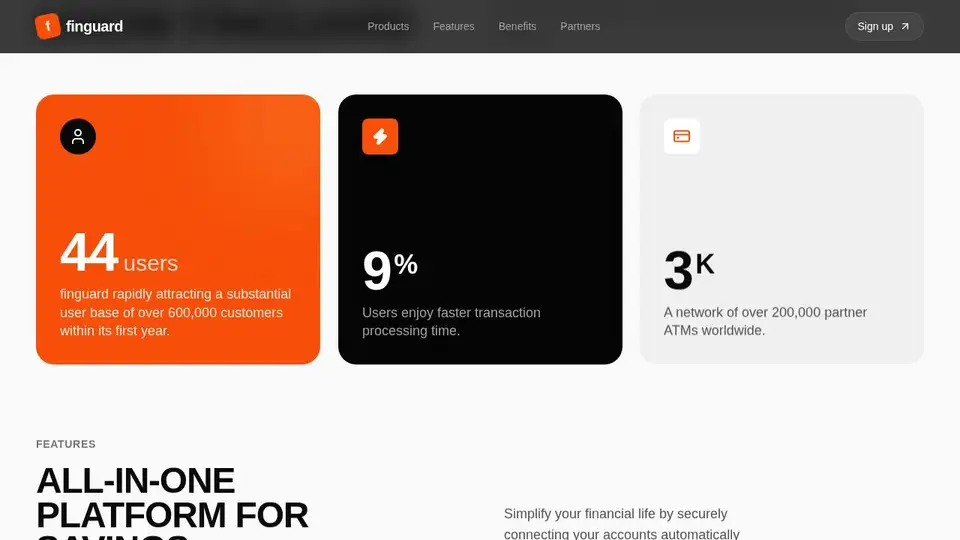 finguard
Products
Features
Benefits
Partners
Sign up
44 users
finguard rapidly attracting a substantial
user base of over 600,000 customers
within its first year.
9%
Users enjoy faster transaction
processing time.
3K
A network of over 200,000 partner
ATMs worldwide.
FEATURES
ALL-IN-ONE
PLATFORM FOR
SAVINGS
Simplify your financial life by securely
connecting your accounts automatically